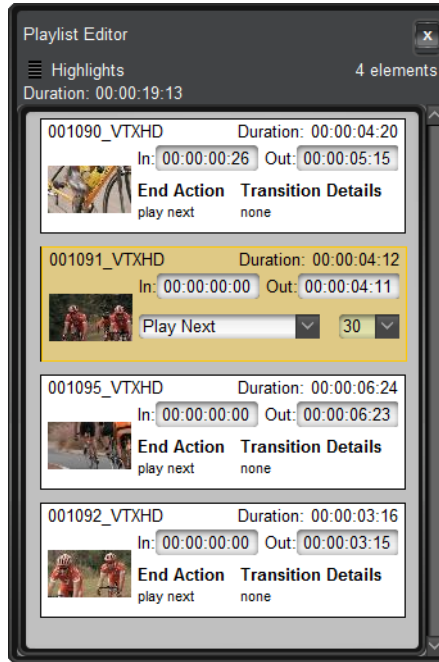 Playlist Editor x
Highlights 4 elements
Duration: 00:00:19:13
001090_VTXHD Duration: 00:00:04:20
In: 00:00:00:26 Out: 00:00:05:15
End Action Transition Details
play next none
001091_VTXHD Duration: 00:00:04:12
In: 00:00:00:00 Out: 00:00:04:11
Play Next 30
001095_VTXHD Duration: 00:00:06:24
In: 00:00:00:00 Out: 00:00:06:23
End Action Transition Details
play next none
001092_VTXHD Duration: 00:00:03:16
In: 00:00:00:00 Out: 00:00:03:15
End Action Transition Details
play next none